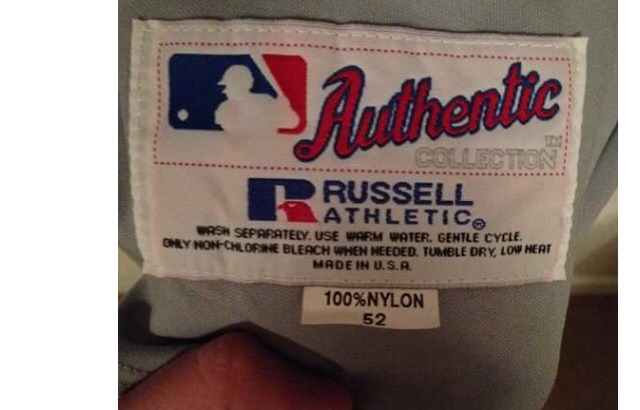 Authentic
COLLECTION™
RUSSELL
ATHLETIC®
WASH SEPARATELY. USE WARM WATER. GENTLE CYCLE.
ONLY NON-CHLORINE BLEACH WHEN NEEDED. TUMBLE DRY, LOW HEAT
MADE IN U.S.A.
100%NYLON
52